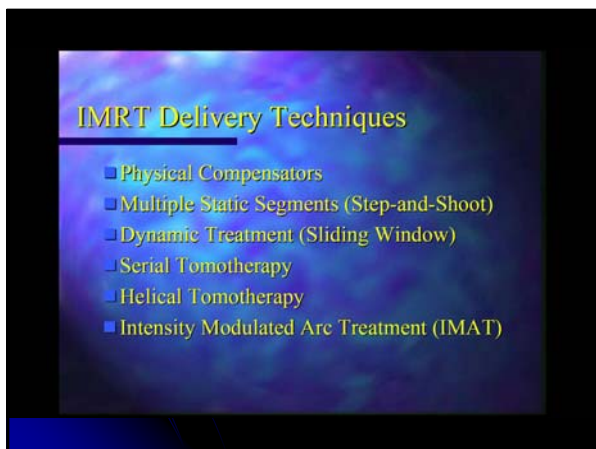 IMRT Delivery Techniques
Physical Compensators
Multiple Static Segments (Step-and-Shoot)
Dynamic Treatment (Sliding Window)
Serial Tomotherapy
Helical Tomotherapy
Intensity Modulated Arc Treatment (IMAT)